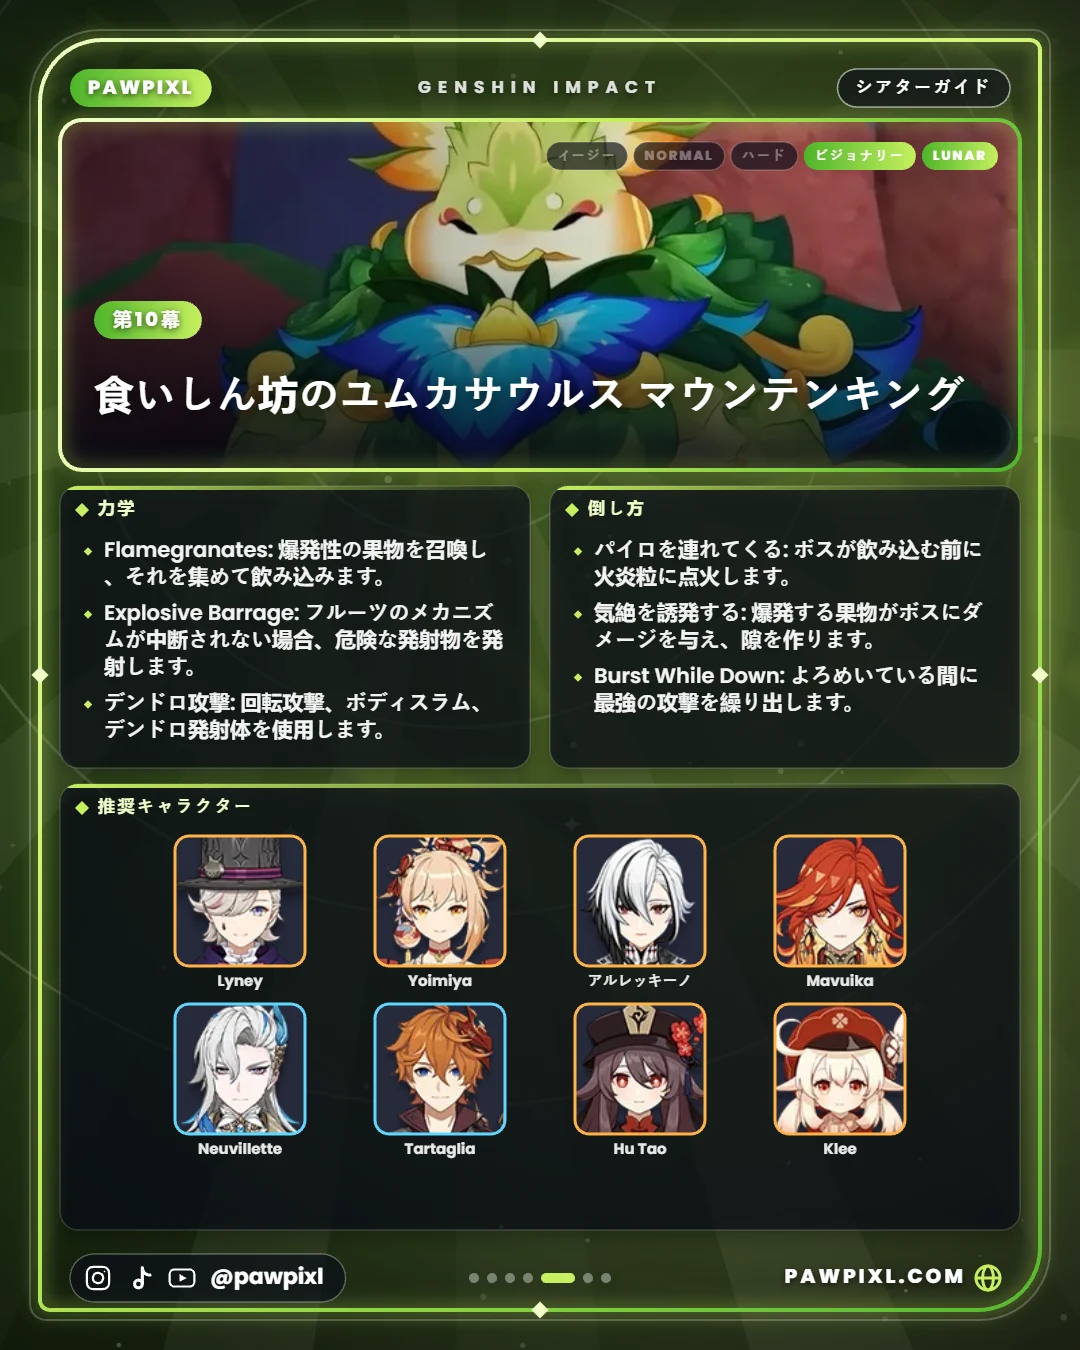 PAWPIXL
GENSHIN IMPACT
シアターガイド
イージー
NORMAL
ハード
ビジョナリー
LUNAR
第10幕
食いしん坊のユムカサウルス マウンテンキング
力学
Flamegranates: 爆発性の果物を召喚し
、それを集めて飲み込みます。
Explosive Barrage: フルーツのメカニズ
ムが中断されない場合、危険な発射物を発
射します。
デンドロ攻撃: 回転攻撃、ボディスラム、
デンドロ発射体を使用します。
倒し方
パイロを連れてくる: ボスが飲み込む前に
火炎粒に点火します。
気絶を誘発する: 爆発する果物がボスにダ
メージを与え、隙を作ります。
Burst While Down: よろめいている間に
最強の攻撃を繰り出します。
推奨キャラクター
Lyney
Yoimiya
アルレッキーノ
Mavuika
Neuvillette
Tartaglia
Hu Tao
Klee
@pawpixl
PAWPIXL.COM